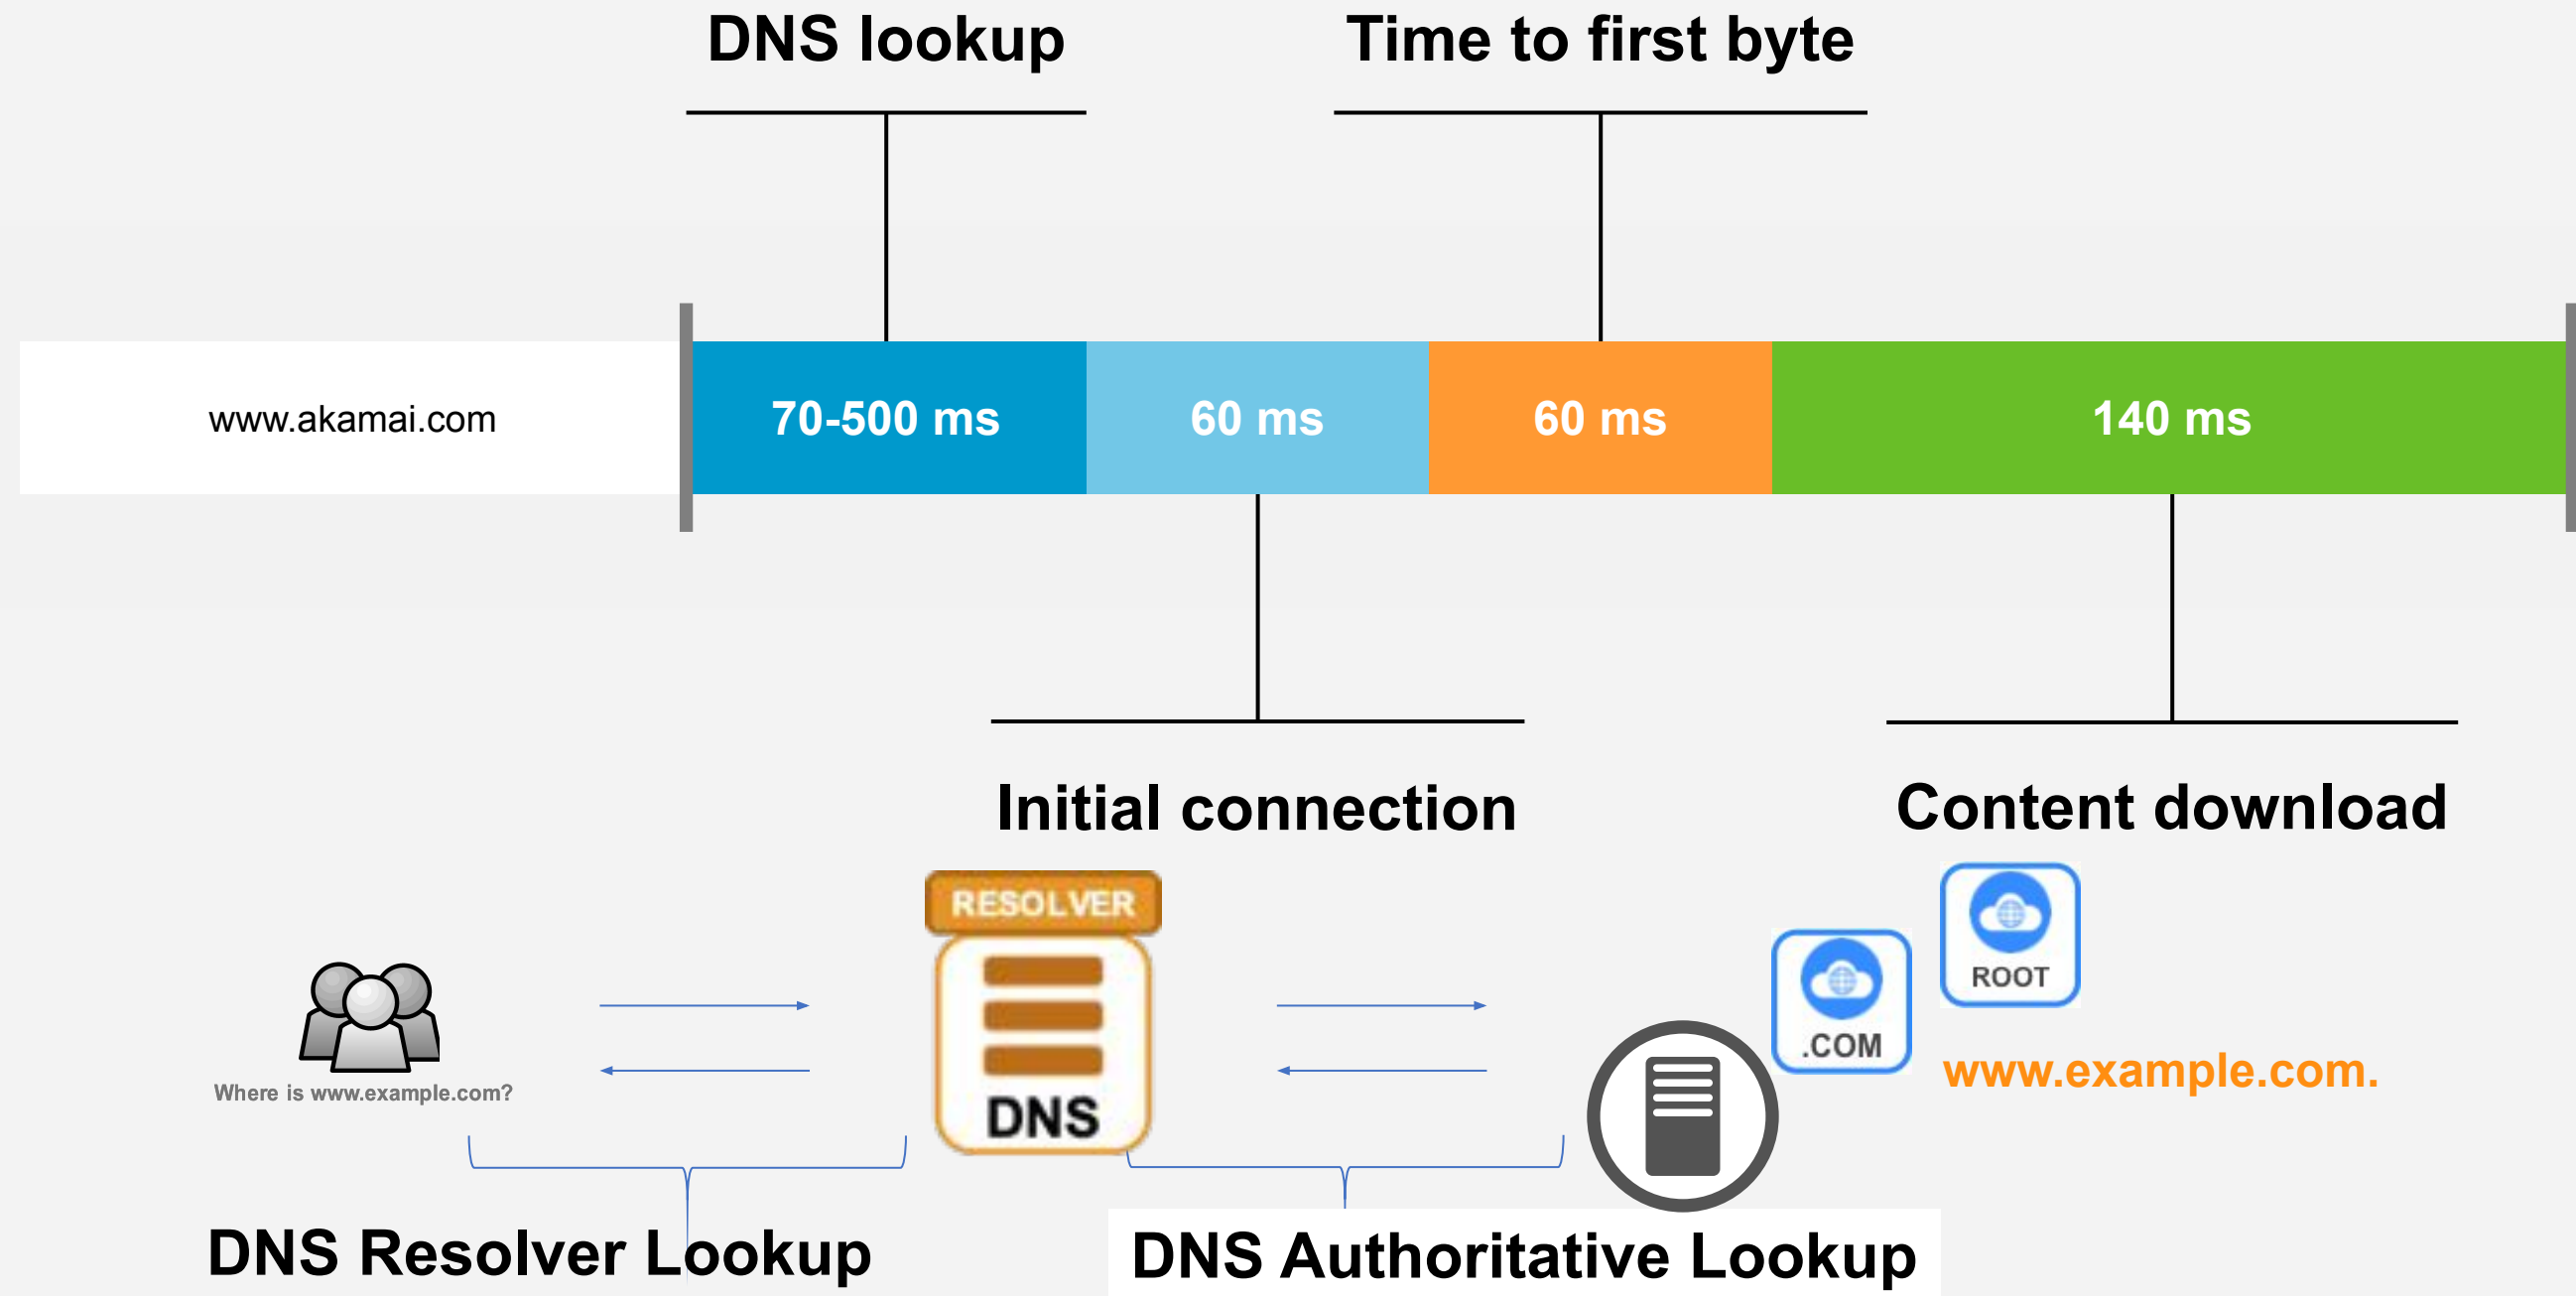 DNS lookup
Time to first byte
www.akamai.com
70-500 ms
60 ms
60 ms
140 ms
Initial connection
Content download
RESOLVER
DNS
ROOT
.COM
www.example.com.
Where is www.example.com?
DNS Resolver Lookup
DNS Authoritative Lookup